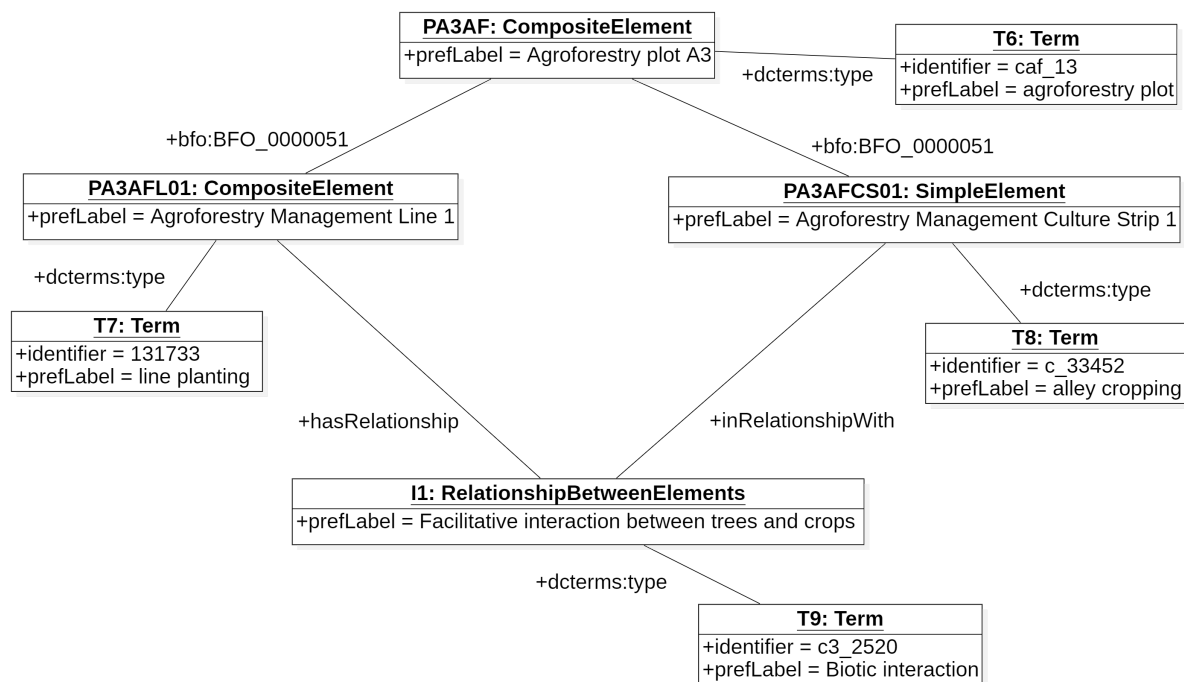 PA3AF: CompositeElement
+prefLabel = Agroforestry plot A3
T6: Term
+identifier = caf_13
+prefLabel = agroforestry plot
+dcterms:type
+bfo:BFO_0000051
+bfo:BFO_0000051
PA3AFL01: CompositeElement
+prefLabel = Agroforestry Management Line 1
PA3AFCS01: SimpleElement
+prefLabel = Agroforestry Management Culture Strip 1
+dcterms:type
+dcterms:type
T7: Term
+identifier = 131733
+prefLabel = line planting
T8: Term
+identifier = c_33452
+prefLabel = alley cropping
+hasRelationship
+inRelationshipWith
I1: RelationshipBetweenElements
+prefLabel = Facilitative interaction between trees and crops
+dcterms:type
T9: Term
+identifier = c3_2520
+prefLabel = Biotic interaction